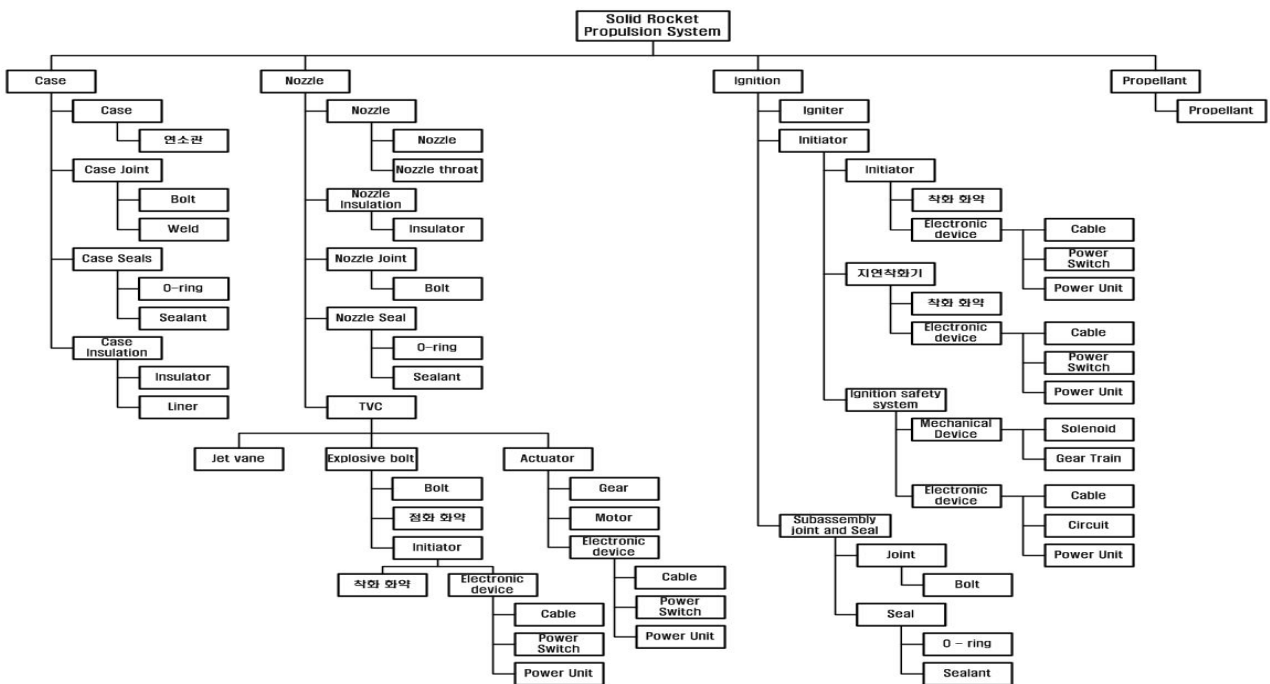 Solid Rocket
Propulsion System
Case
Nozzle
Ignition
Propellant
Case
연소관
Case Joint
Bolt
Weld
Case Seals
O-ring
Sealant
Case
Insulation
Insulator
Liner
Nozzle
Nozzle
Nozzle throat
Nozzle
Insulation
Insulator
Nozzle Joint
Bolt
Nozzle Seal
O-ring
Sealant
TVC
Jet vane
Explosive bolt
Bolt
점화 화약
Initiator
착화 화약
Electronic
device
Cable
Power
Switch
Power Unit
Actuator
Gear
Motor
Electronic
device
Cable
Power
Switch
Power Unit
Igniter
Initiator
Initiator
착화 화약
Electronic
device
Cable
Power
Switch
Power Unit
지연착화기
착화 화약
Electronic
device
Cable
Power
Switch
Power Unit
Ignition safety
system
Mechanical
Device
Solenoid
Gear Train
Electronic
device
Cable
Circuit
Power Unit
Subassembly
joint and Seal
Joint
Bolt
Seal
O - ring
Sealant
Propellant